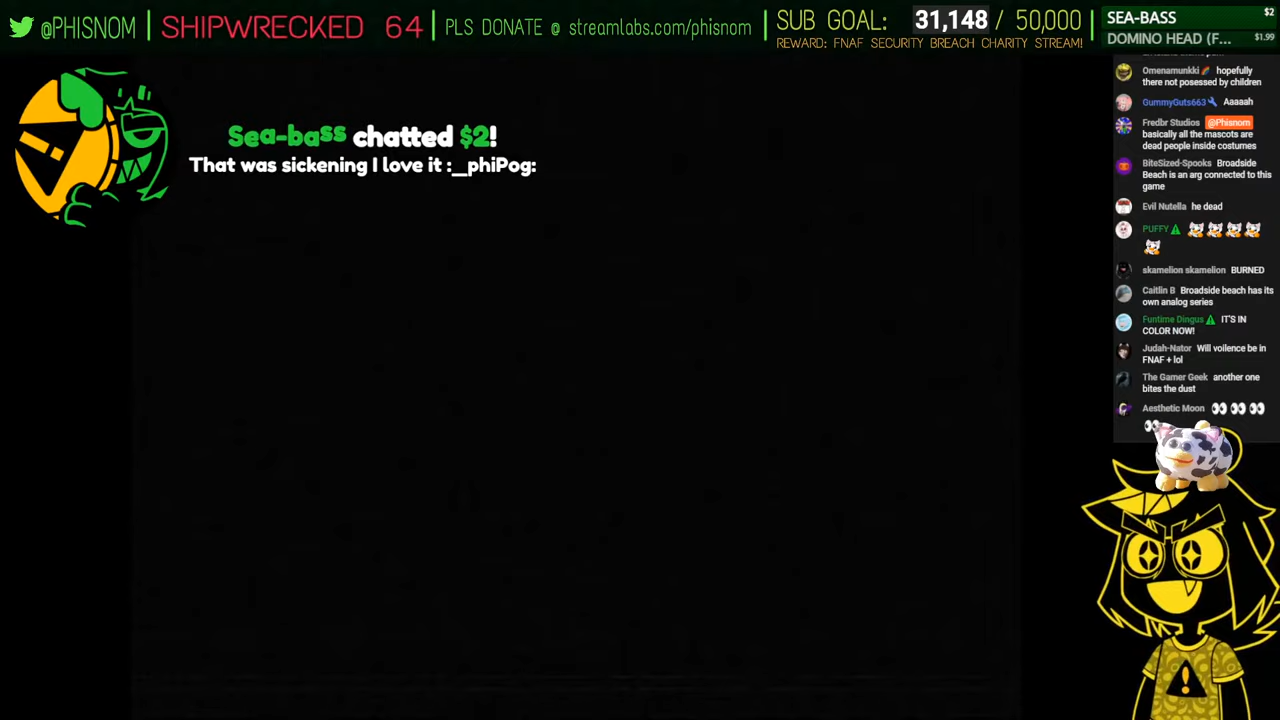 @PHISNOM
SHIPWRECKED 64
PLS DONATE @ streamlabs.com/phisnom
SUB GOAL: 31,148 / 50,000
REWARD: FNAF SECURITY BREACH CHARITY STREAM!
SEA-BASS $2
DOMINO HEAD (F... $1.99
Sea-bass chatted $2!
That was sickening I love it :__phiPog:
Omenamunkki hopefully
there not posessed by children
GummyGuts663 Aaaaah
Fredbr Studios @Phisnom
basically all the mascots are
dead people inside costumes
BiteSized-Spooks Broadside
Beach is an arg connected to this
game
Evil Nutella he dead
PUFFY
skamelion skamelion BURNED
Caitlin B Broadside beach has its
own analog series
Funtime Dingus IT'S IN
COLOR NOW!
Judah-Nator Will voilence be in
FNAF + lol
The Gamer Geek another one
bites the dust
Aesthetic Moon